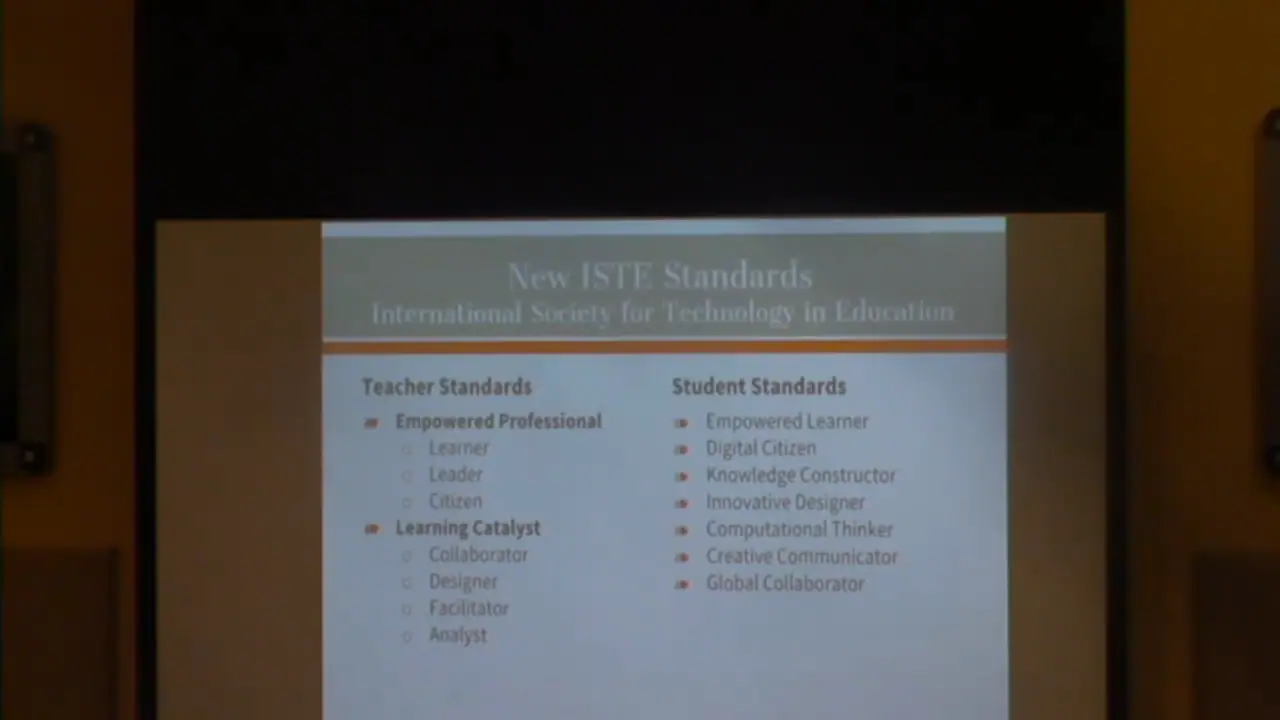 New ISTE Standards
International Society for Technology in Education
Teacher Standards
Empowered Professional
Learner
Leader
Citizen
Learning Catalyst
Collaborator
Designer
Facilitator
Analyst
Student Standards
Empowered Learner
Digital Citizen
Knowledge Constructor
Innovative Designer
Computational Thinker
Creative Communicator
Global Collaborator